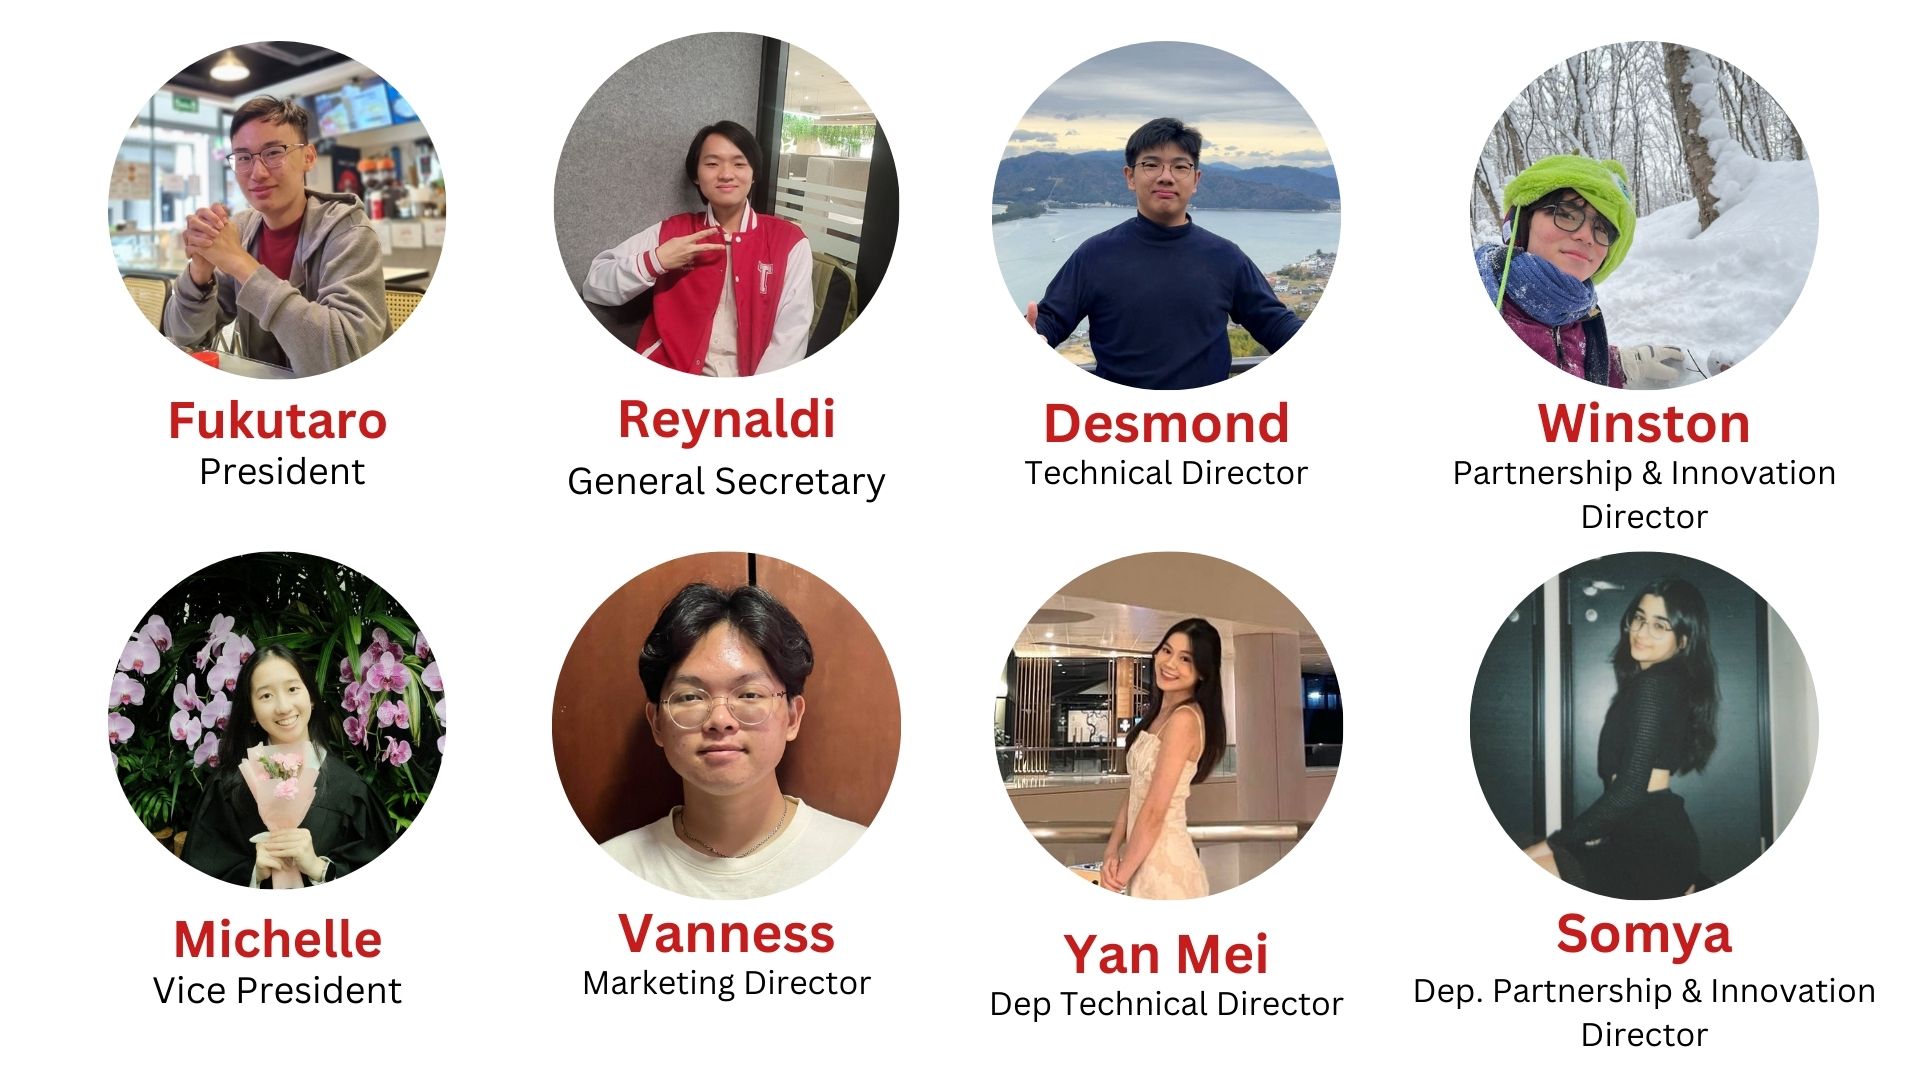 Fukutaro
President
Reynaldi
General Secretary
Desmond
Technical Director
Winston
Partnership & Innovation
Director
Michelle
Vice President
Vanness
Marketing Director
Yan Mei
Dep Technical Director
Somya
Dep. Partnership & Innovation
Director